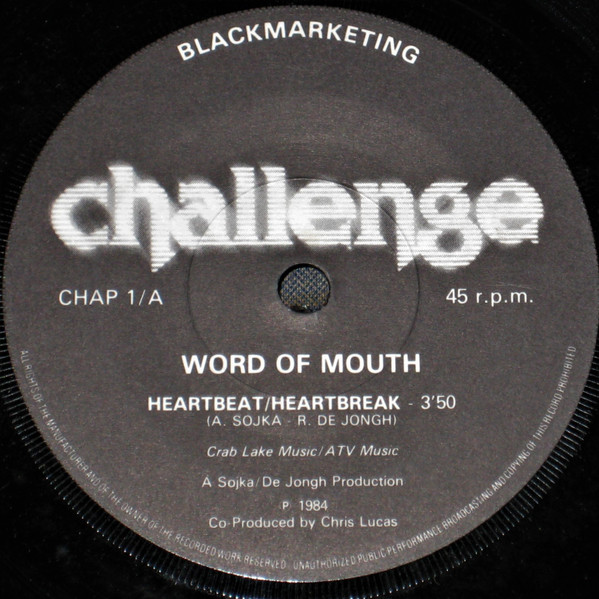 BLACKMARKETING
challenge
CHAP 1/A
45 r.p.m.
WORD OF MOUTH
HEARTBEAT/HEARTBREAK - 3'50
(A. SOJKA - R. DE JONGH)
Crab Lake Music/ATV Music
A Sojka/De Jongh Production
P 1984
Co-Produced by Chris Lucas
ALL RIGHTS OF THE MANUFACTURER AND OF THE OWNER OF THE RECORDED WORK RESERVED. UNAUTHORIZED PUBLIC PERFORMANCE BROADCASTING AND COPYING OF THIS RECORD PROHIBITED